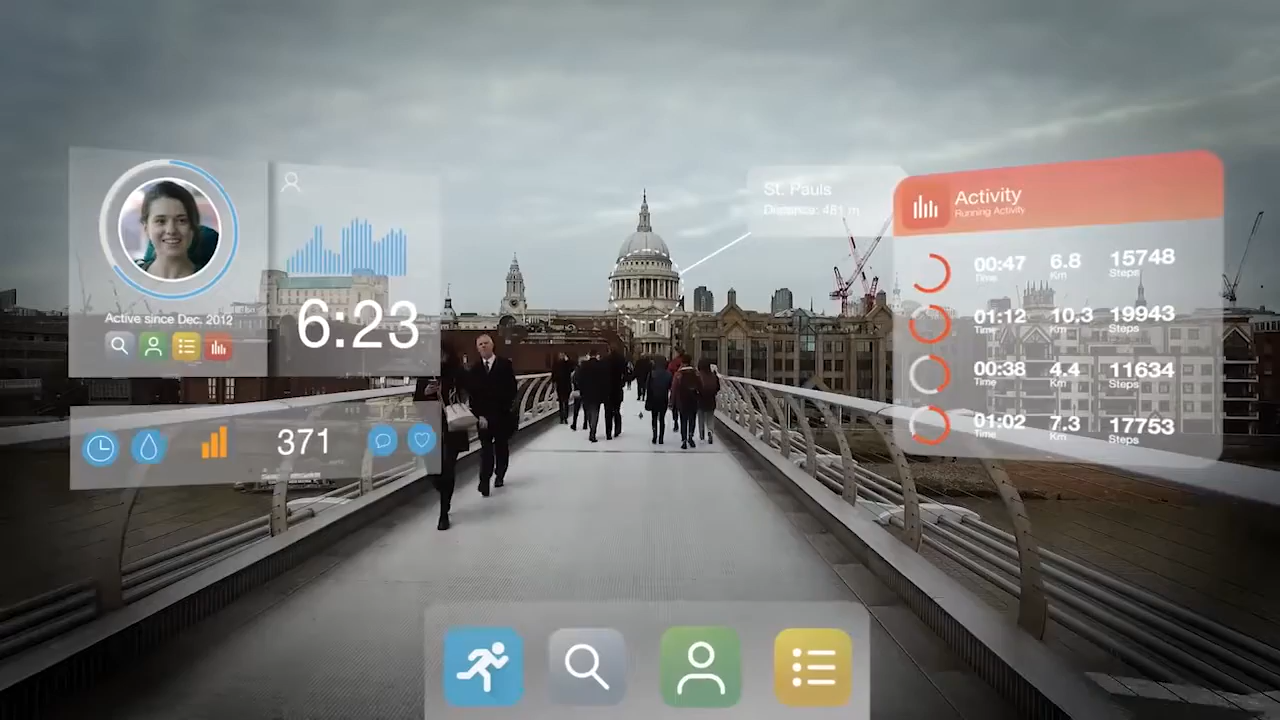 Active since Dec. 2012
6:23
371
St. Pauls
Distance: 481 m
Activity
Running Activity
00:47 6.8 15748
Time Km Steps
01:12 10,3 19943
Time Km Steps
00:38 4.4 11634
Time Km Steps
01:02 7.3 17753
Time Km Steps